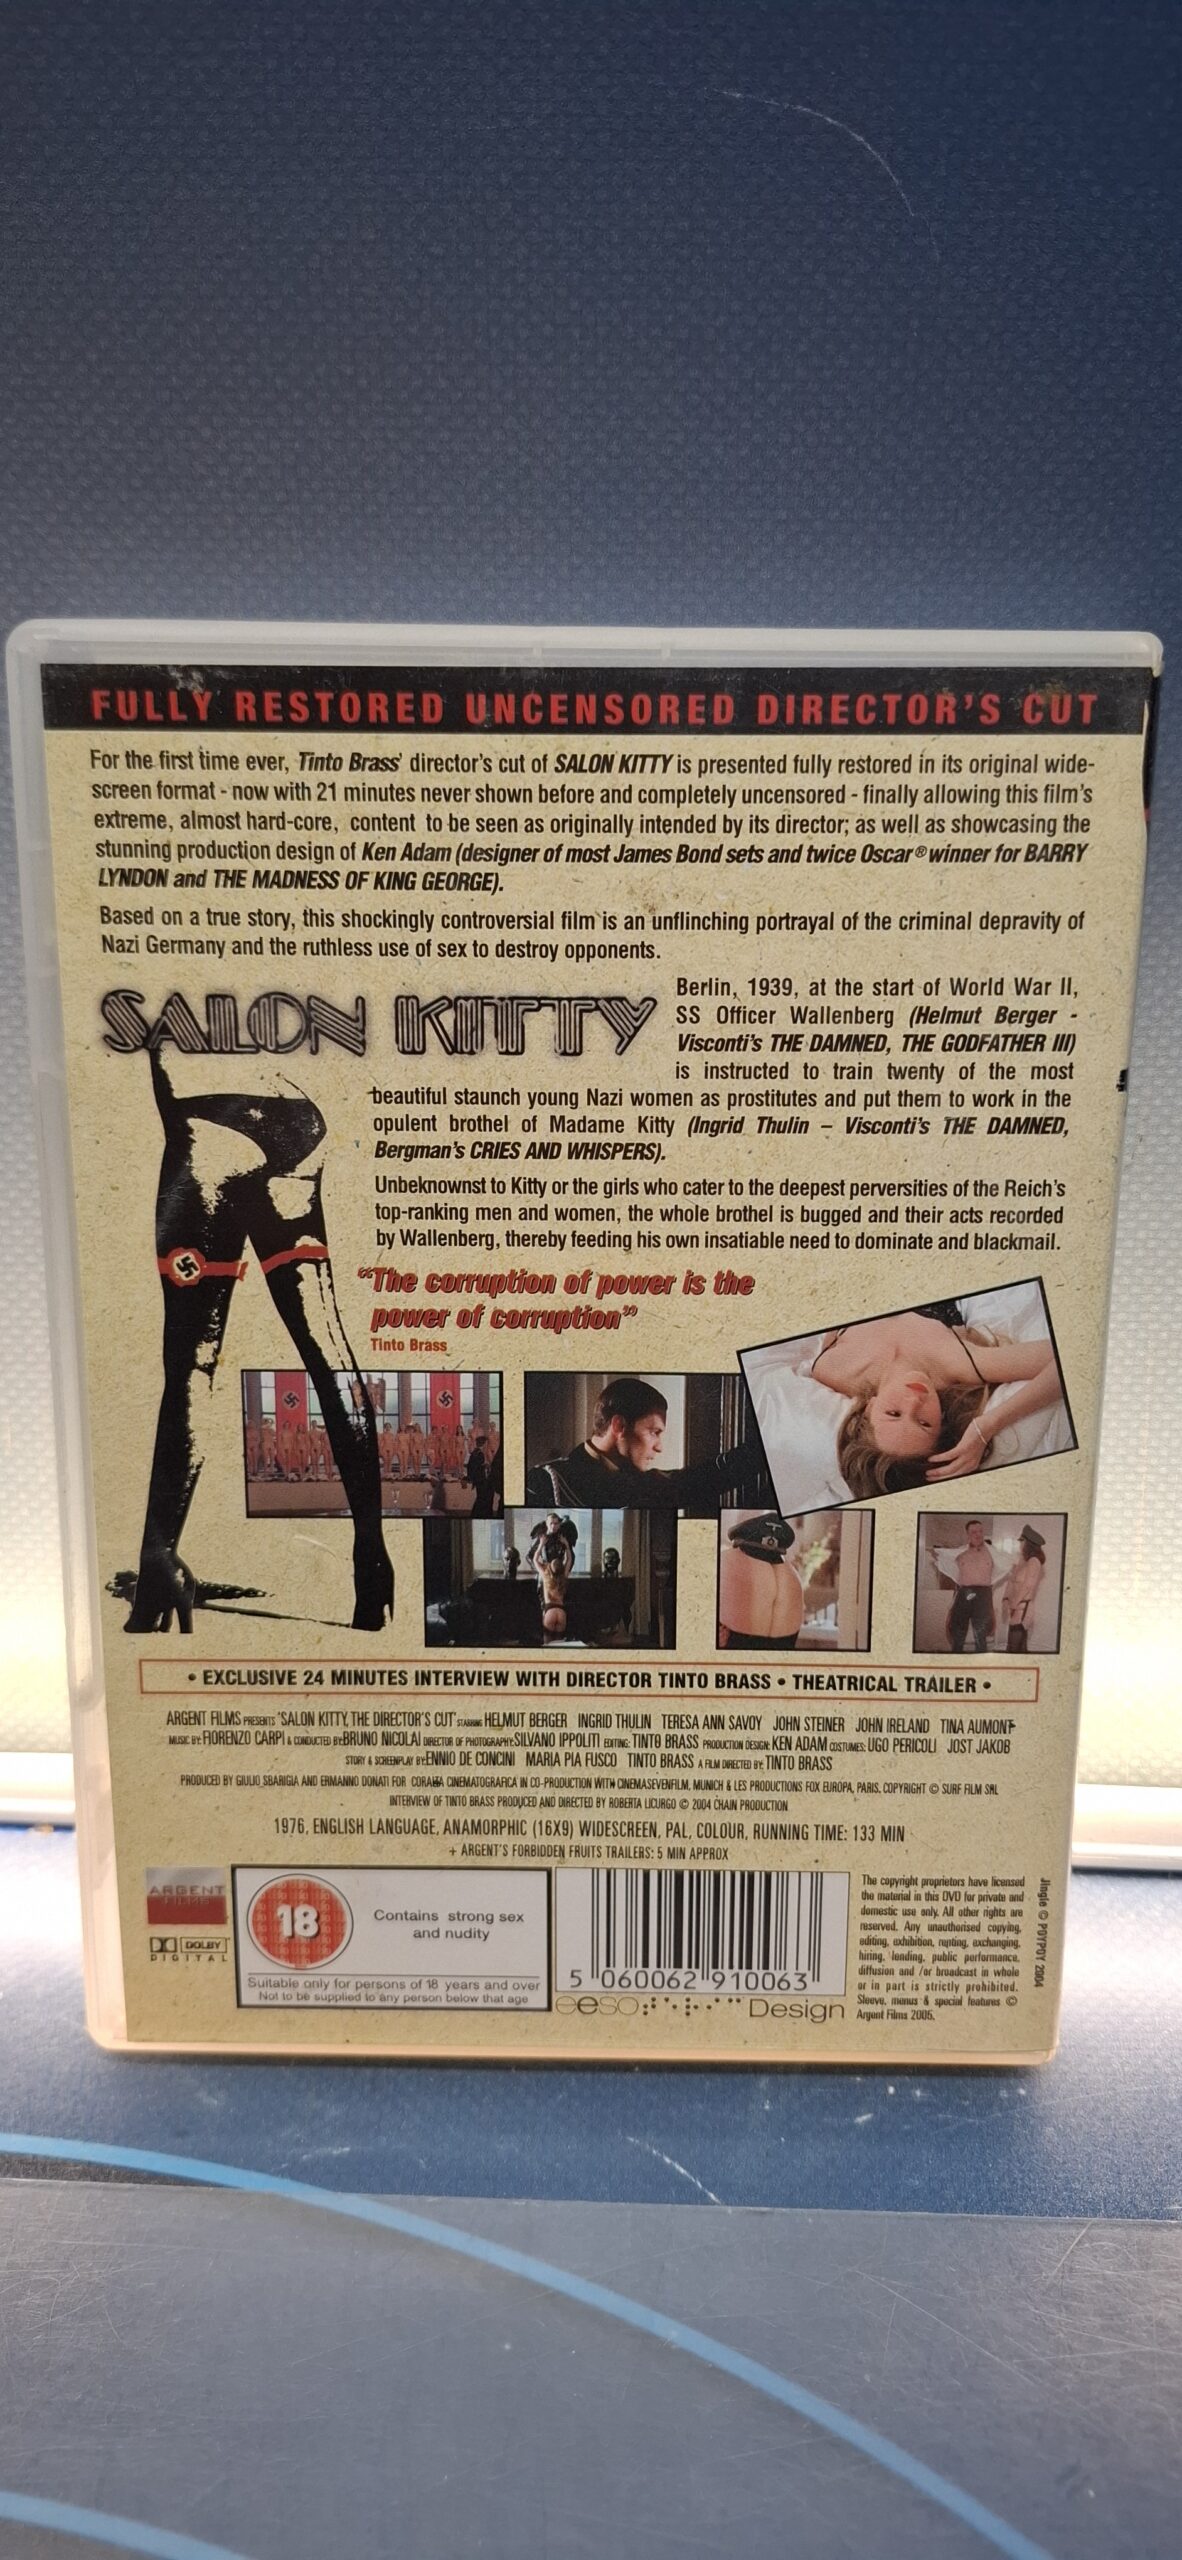 FULLY RESTORED UNCENSORED DIRECTOR'S CUT
For the first time ever, Tinto Brass' director's cut of SALON KITTY is presented fully restored in its original wide-
screen format - now with 21 minutes never shown before and completely uncensored - finally allowing this film's
extreme, almost hard-core, content to be seen as originally intended by its director; as well as showcasing the
stunning production design of Ken Adam (designer of most James Bond sets and twice Oscar® winner for BARRY
LYNDON and THE MADNESS OF KING GEORGE).
Based on a true story, this shockingly controversial film is an unflinching portrayal of the criminal depravity of
Nazi Germany and the ruthless use of sex to destroy opponents.
SALON KITTY
Berlin, 1939, at the start of World War II,
SS Officer Wallenberg (Helmut Berger -
Visconti's THE DAMNED, THE GODFATHER III)
is instructed to train twenty of the most
beautiful staunch young Nazi women as prostitutes and put them to work in the
opulent brothel of Madame Kitty (Ingrid Thulin – Visconti's THE DAMNED,
Bergman's CRIES AND WHISPERS).
Unbeknownst to Kitty or the girls who cater to the deepest perversities of the Reich's
top-ranking men and women, the whole brothel is bugged and their acts recorded
by Wallenberg, thereby feeding his own insatiable need to dominate and blackmail.
"The corruption of power is the
power of corruption"
Tinto Brass
• EXCLUSIVE 24 MINUTES INTERVIEW WITH DIRECTOR TINTO BRASS • THEATRICAL TRAILER •
ARGENT FILMS PRESENTS 'SALON KITTY, THE DIRECTOR'S CUT' STARRING HELMUT BERGER INGRID THULIN TERESA ANN SAVOY JOHN STEINER JOHN IRELAND TINA AUMONT
MUSIC BY: FIORENZO CARPI & CONDUCTED BY: BRUNO NICOLAI DIRECTOR OF PHOTOGRAPHY: SILVANO IPPOLITI EDITING: TINTO BRASS PRODUCTION DESIGN: KEN ADAM COSTUMES: UGO PERICOLI JOST JAKOB
STORY & SCREENPLAY BY: ENNIO DE CONCINI MARIA PIA FUSCO TINTO BRASS A FILM DIRECTED BY: TINTO BRASS
PRODUCED BY GIULIO SBARIGIA AND ERMANNO DONATI FOR CORALTA CINEMATOGRAFICA IN CO-PRODUCTION WITH CINEMASEVENFILM, MUNICH & LES PRODUCTIONS FOX EUROPA, PARIS. COPYRIGHT © SURF FILM SRL
INTERVIEW OF TINTO BRASS PRODUCED AND DIRECTED BY ROBERTA LICURGO © 2004 CHAIN PRODUCTION
1976, ENGLISH LANGUAGE, ANAMORPHIC (16X9) WIDESCREEN, PAL, COLOUR, RUNNING TIME: 133 MIN
+ ARGENT'S FORBIDDEN FRUITS TRAILERS: 5 MIN APPROX
ARGENT
FILMS
DOLBY
DIGITAL
18
Contains strong sex
and nudity
Suitable only for persons of 18 years and over
Not to be supplied to any person below that age
5 060062 910063
eeso Design
The copyright proprietors have licensed
the material in this DVD for private and
domestic use only. All other rights are
reserved. Any unauthorised copying,
editing, exhibition, renting, exchanging,
hiring, lending, public performance,
diffusion and /or broadcast in whole
or in part is strictly prohibited.
Sleeve, menus & special features ©
Argent Films 2005.
Jingle © POYPOY 2004